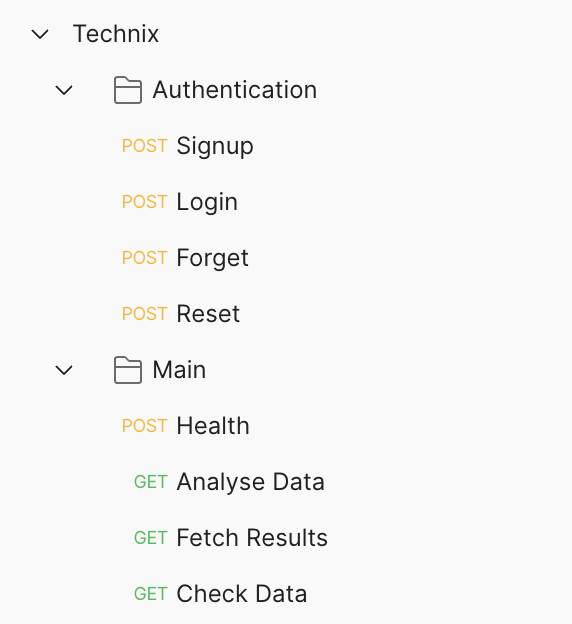 Technix
Authentication
POST Signup
POST Login
POST Forget
POST Reset
Main
POST Health
GET Analyse Data
GET Fetch Results
GET Check Data